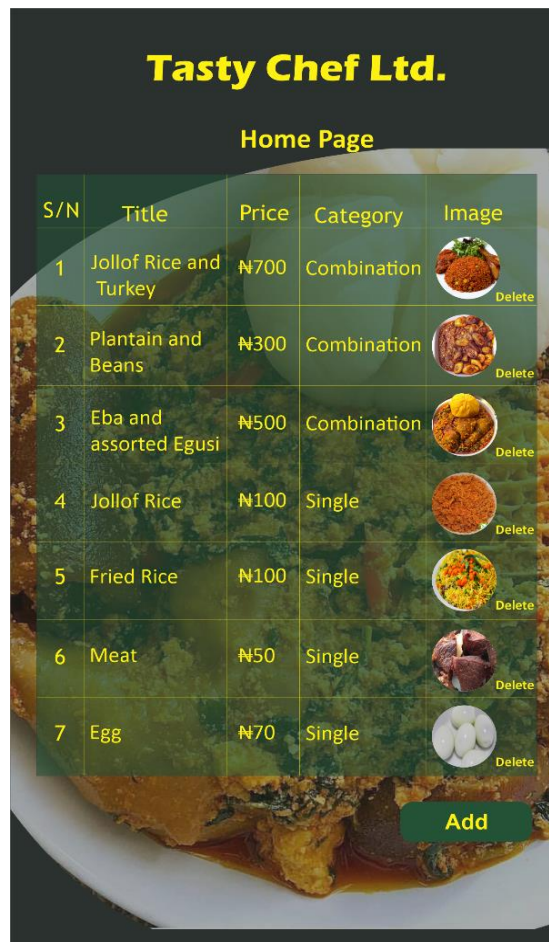 Tasty Chef Ltd.
Home Page
S/N Title Price Category Image
1 Jollof Rice and Turkey ₦700 Combination Delete
2 Plantain and Beans ₦300 Combination Delete
3 Eba and assorted Egusi ₦500 Combination Delete
4 Jollof Rice ₦100 Single Delete
5 Fried Rice ₦100 Single Delete
6 Meat ₦50 Single Delete
7 Egg ₦70 Single Delete
Add